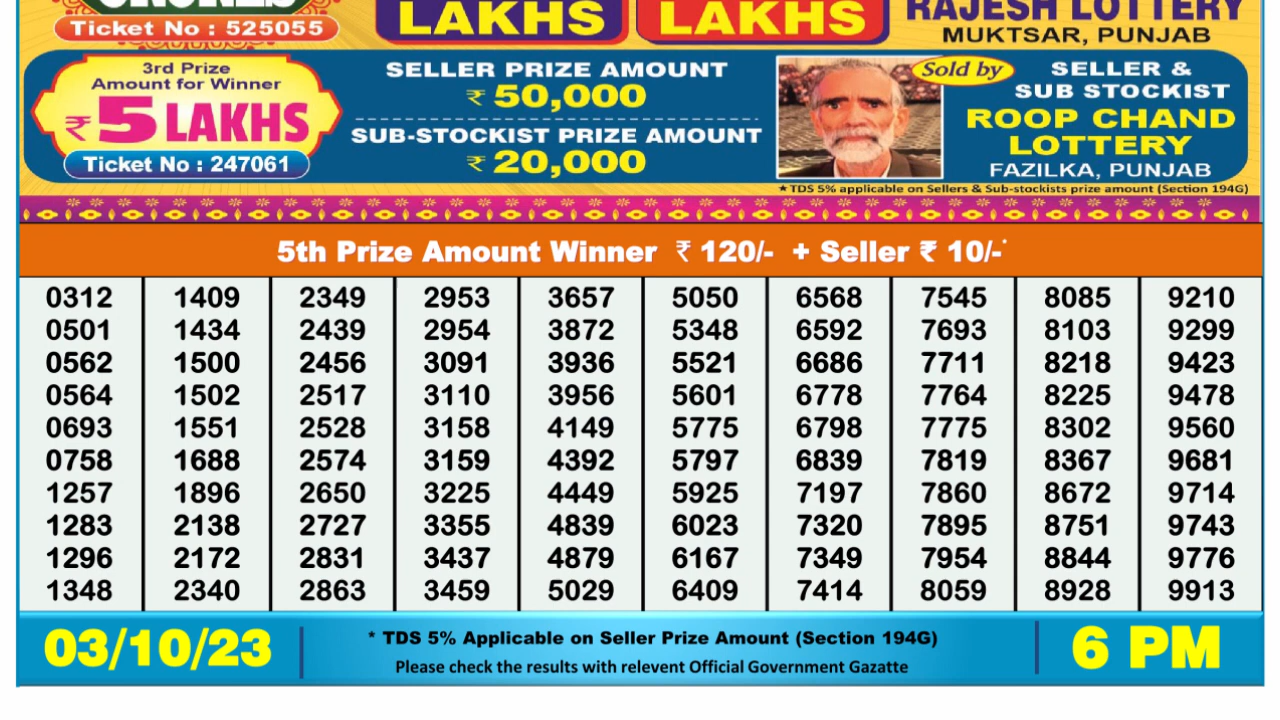 CRORES
Ticket No : 525055
LAKHS
LAKHS
RAJESH LOTTERY
MUKTSAR, PUNJAB
3rd Prize
Amount for Winner
₹ 5 LAKHS
Ticket No : 247061
SELLER PRIZE AMOUNT
₹ 50,000
SUB-STOCKIST PRIZE AMOUNT
₹ 20,000
Sold by
SELLER &
SUB STOCKIST
ROOP CHAND
LOTTERY
FAZILKA, PUNJAB
★TDS 5% applicable on Sellers & Sub-stockists prize amount (Section 194G)
5th Prize Amount Winner ₹ 120/- + Seller ₹ 10/-*
0312 1409 2349 2953 3657 5050 6568 7545 8085 9210
0501 1434 2439 2954 3872 5348 6592 7693 8103 9299
0562 1500 2456 3091 3936 5521 6686 7711 8218 9423
0564 1502 2517 3110 3956 5601 6778 7764 8225 9478
0693 1551 2528 3158 4149 5775 6798 7775 8302 9560
0758 1688 2574 3159 4392 5797 6839 7819 8367 9681
1257 1896 2650 3225 4449 5925 7197 7860 8672 9714
1283 2138 2727 3355 4839 6023 7320 7895 8751 9743
1296 2172 2831 3437 4879 6167 7349 7954 8844 9776
1348 2340 2863 3459 5029 6409 7414 8059 8928 9913
03/10/23
* TDS 5% Applicable on Seller Prize Amount (Section 194G)
Please check the results with relevent Official Government Gazatte
6 PM